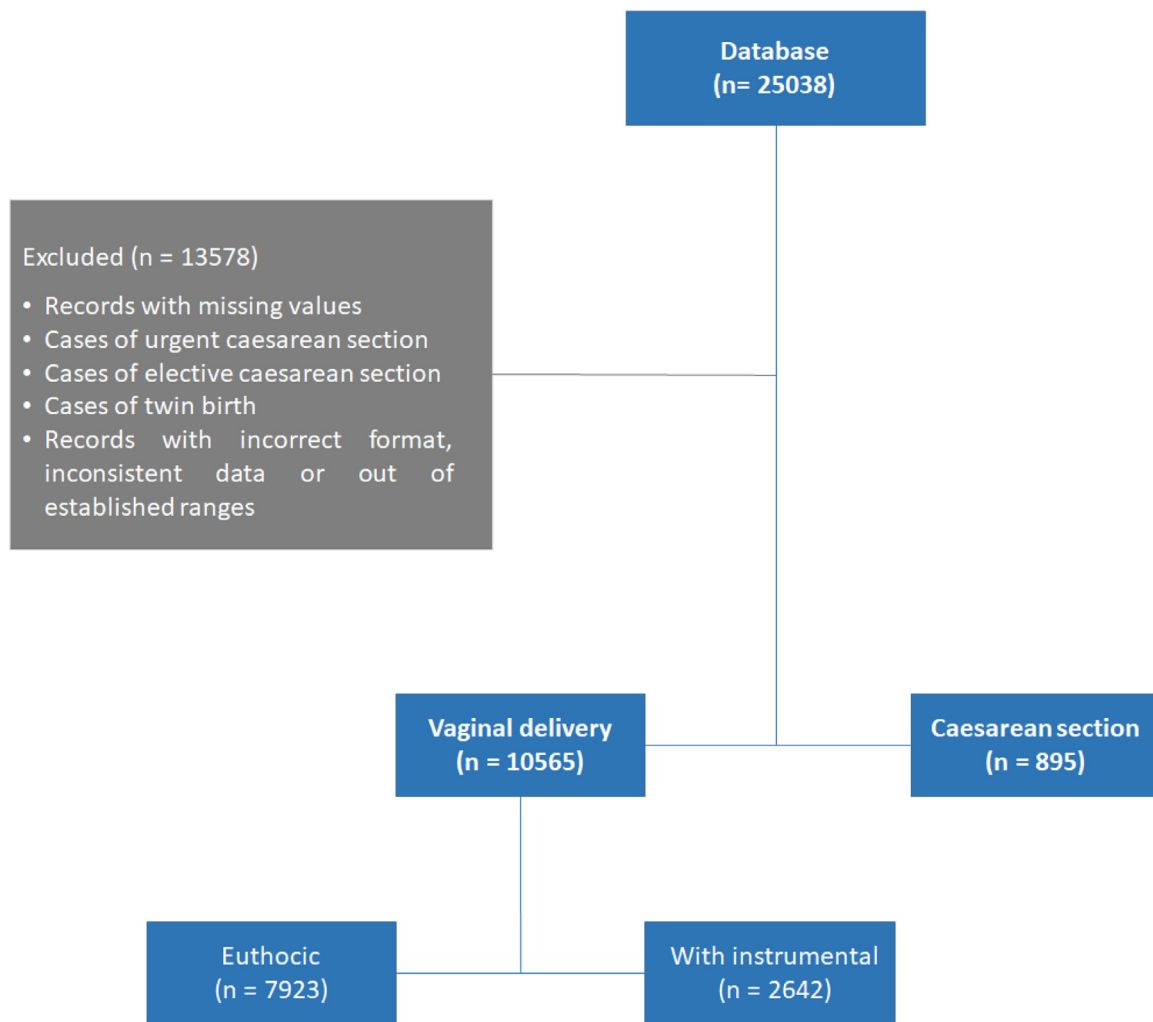 Database
(n= 25038)
Excluded (n = 13578)
• Records with missing values
• Cases of urgent caesarean section
• Cases of elective caesarean section
• Cases of twin birth
• Records with incorrect format,
inconsistent data or out of
established ranges
Vaginal delivery
(n = 10565)
Caesarean section
(n = 895)
Euthocic
(n = 7923)
With instrumental
(n = 2642)